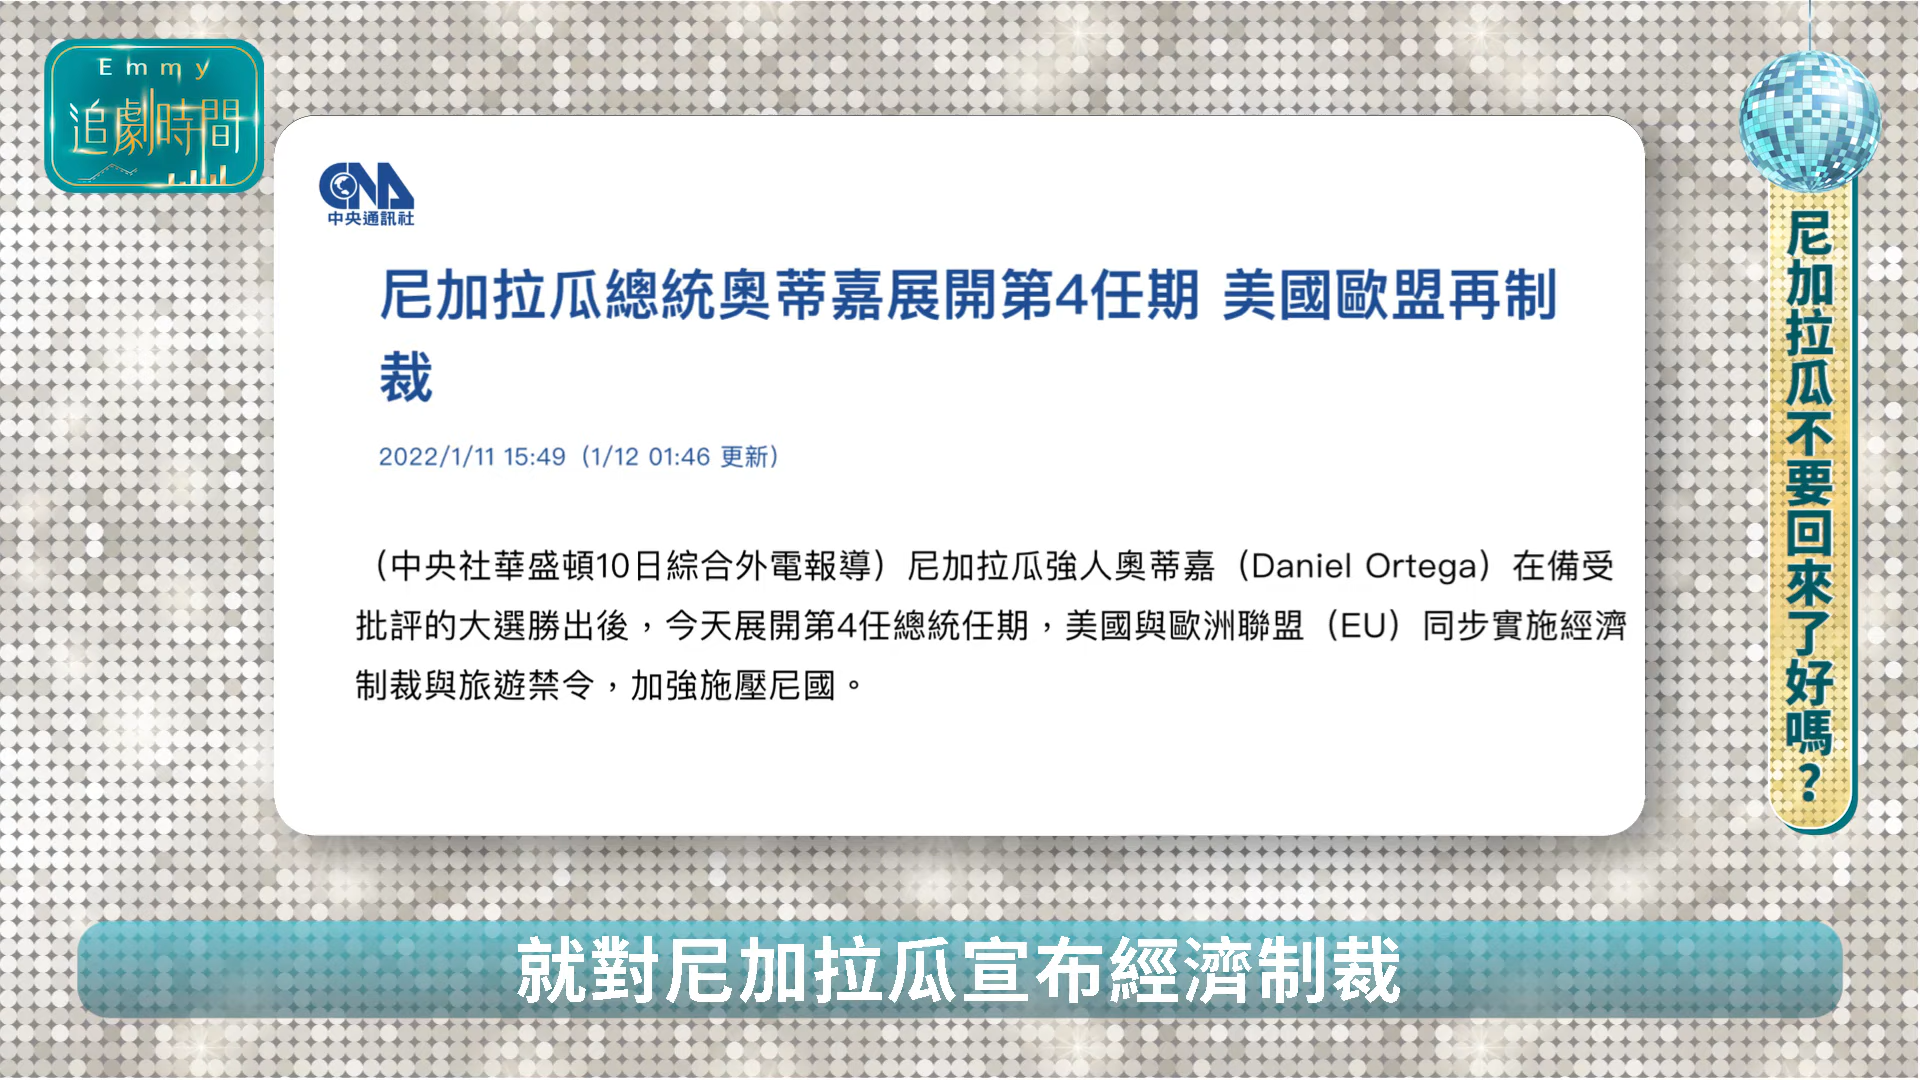 Emmy
追劇時間
CNA
中央通訊社
尼加拉瓜總統奧蒂嘉展開第4任期 美國歐盟再制
裁
2022/1/11 15:49（1/12 01:46 更新）
（中央社華盛頓10日綜合外電報導）尼加拉瓜強人奧蒂嘉（Daniel Ortega）在備受
批評的大選勝出後，今天展開第4任總統任期，美國與歐洲聯盟（EU）同步實施經濟
制裁與旅遊禁令，加強施壓尼國。
尼加拉瓜不要回來了好嗎？
就對尼加拉瓜宣布經濟制裁